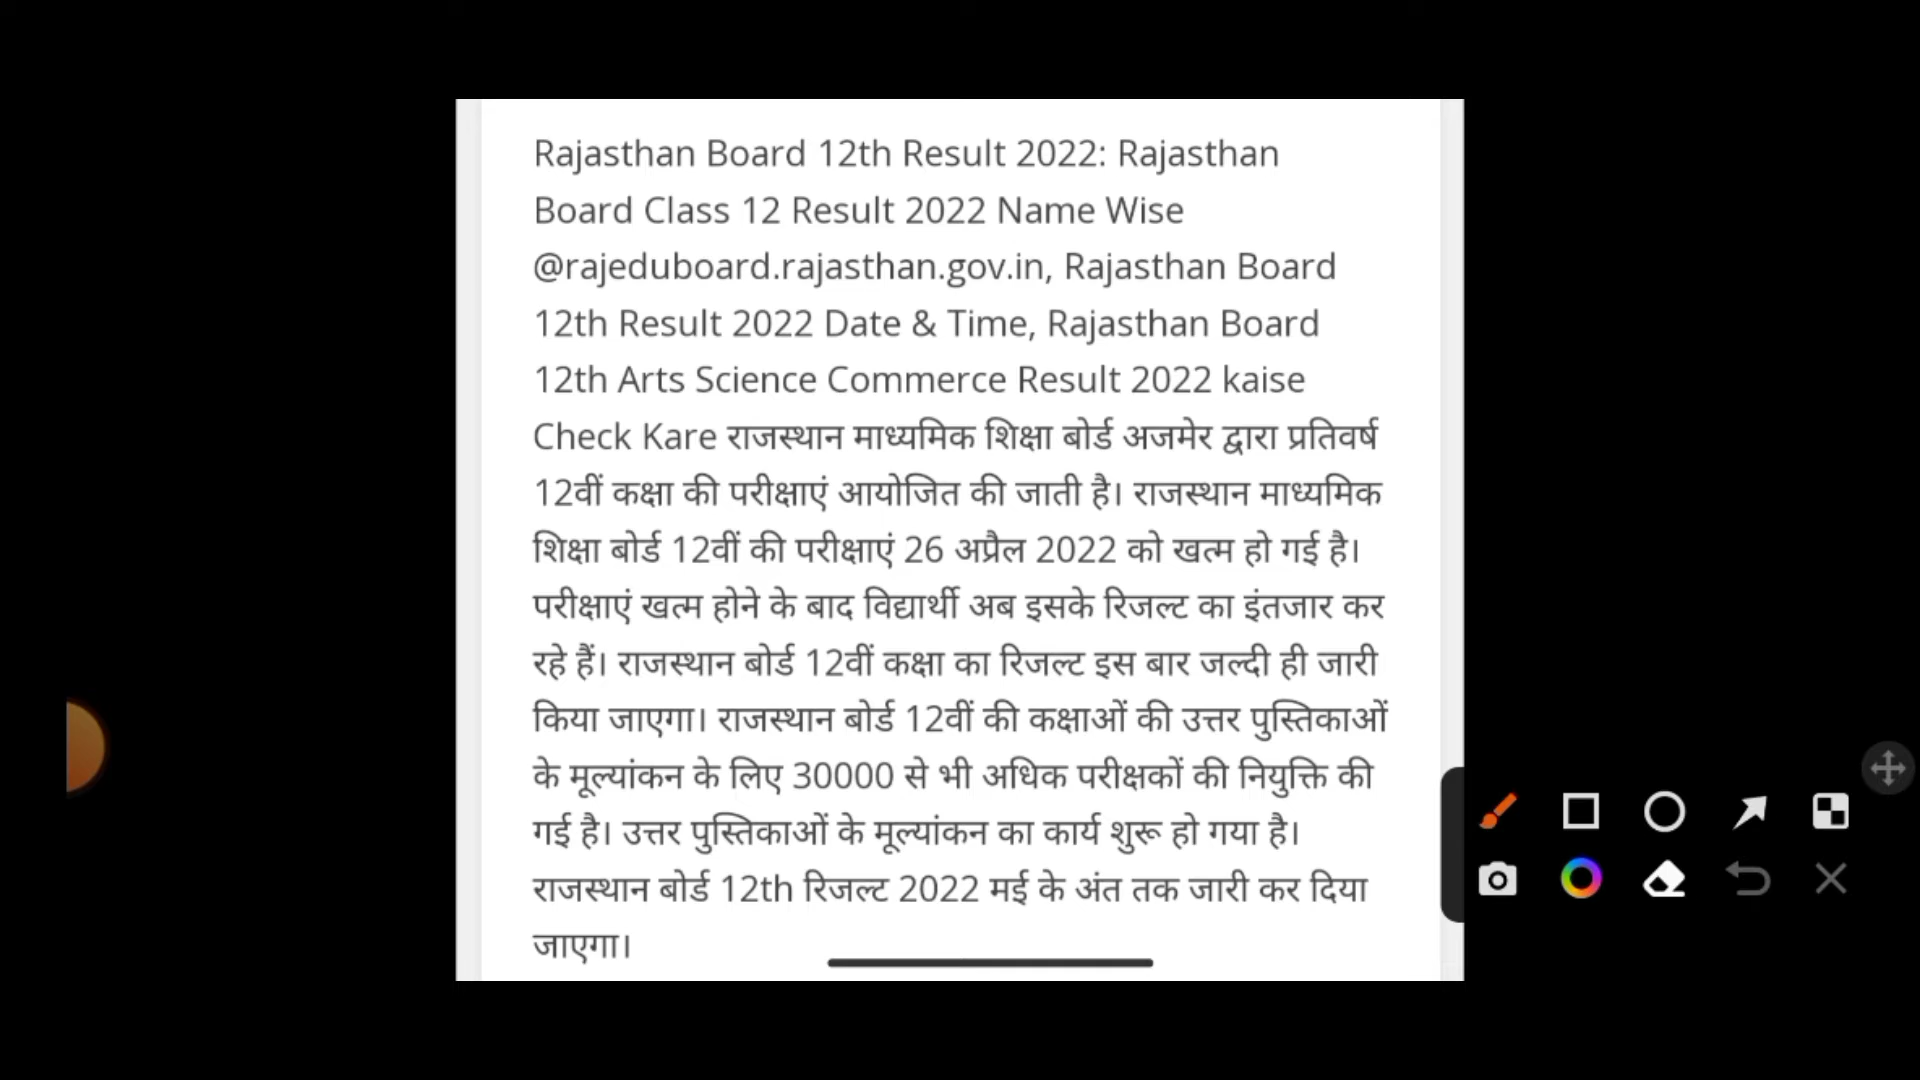 Rajasthan Board 12th Result 2022: Rajasthan
Board Class 12 Result 2022 Name Wise
@rajeduboard.rajasthan.gov.in, Rajasthan Board
12th Result 2022 Date & Time, Rajasthan Board
12th Arts Science Commerce Result 2022 kaise
Check Kare राजस्थान माध्यमिक शिक्षा बोर्ड अजमेर द्वारा प्रतिवर्ष
12वीं कक्षा की परीक्षाएं आयोजित की जाती है। राजस्थान माध्यमिक
शिक्षा बोर्ड 12वीं की परीक्षाएं 26 अप्रैल 2022 को खत्म हो गई है।
परीक्षाएं खत्म होने के बाद विद्यार्थी अब इसके रिजल्ट का इंतजार कर
रहे हैं। राजस्थान बोर्ड 12वीं कक्षा का रिजल्ट इस बार जल्दी ही जारी
किया जाएगा। राजस्थान बोर्ड 12वीं की कक्षाओं की उत्तर पुस्तिकाओं
के मूल्यांकन के लिए 30000 से भी अधिक परीक्षकों की नियुक्ति की
गई है। उत्तर पुस्तिकाओं के मूल्यांकन का कार्य शुरू हो गया है।
राजस्थान बोर्ड 12th रिजल्ट 2022 मई के अंत तक जारी कर दिया
जाएगा।